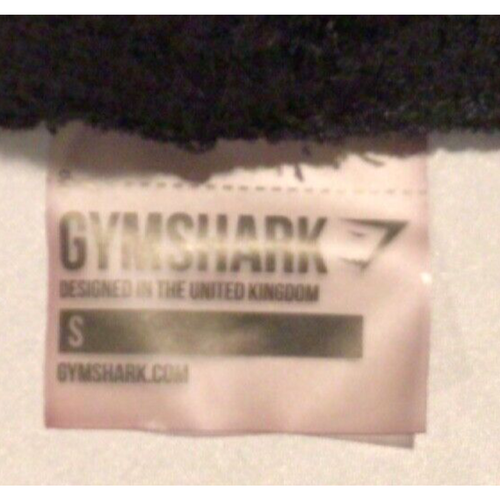 GYMSHARK
DESIGNED IN THE UNITED KINGDOM
S
GYMSHARK.COM